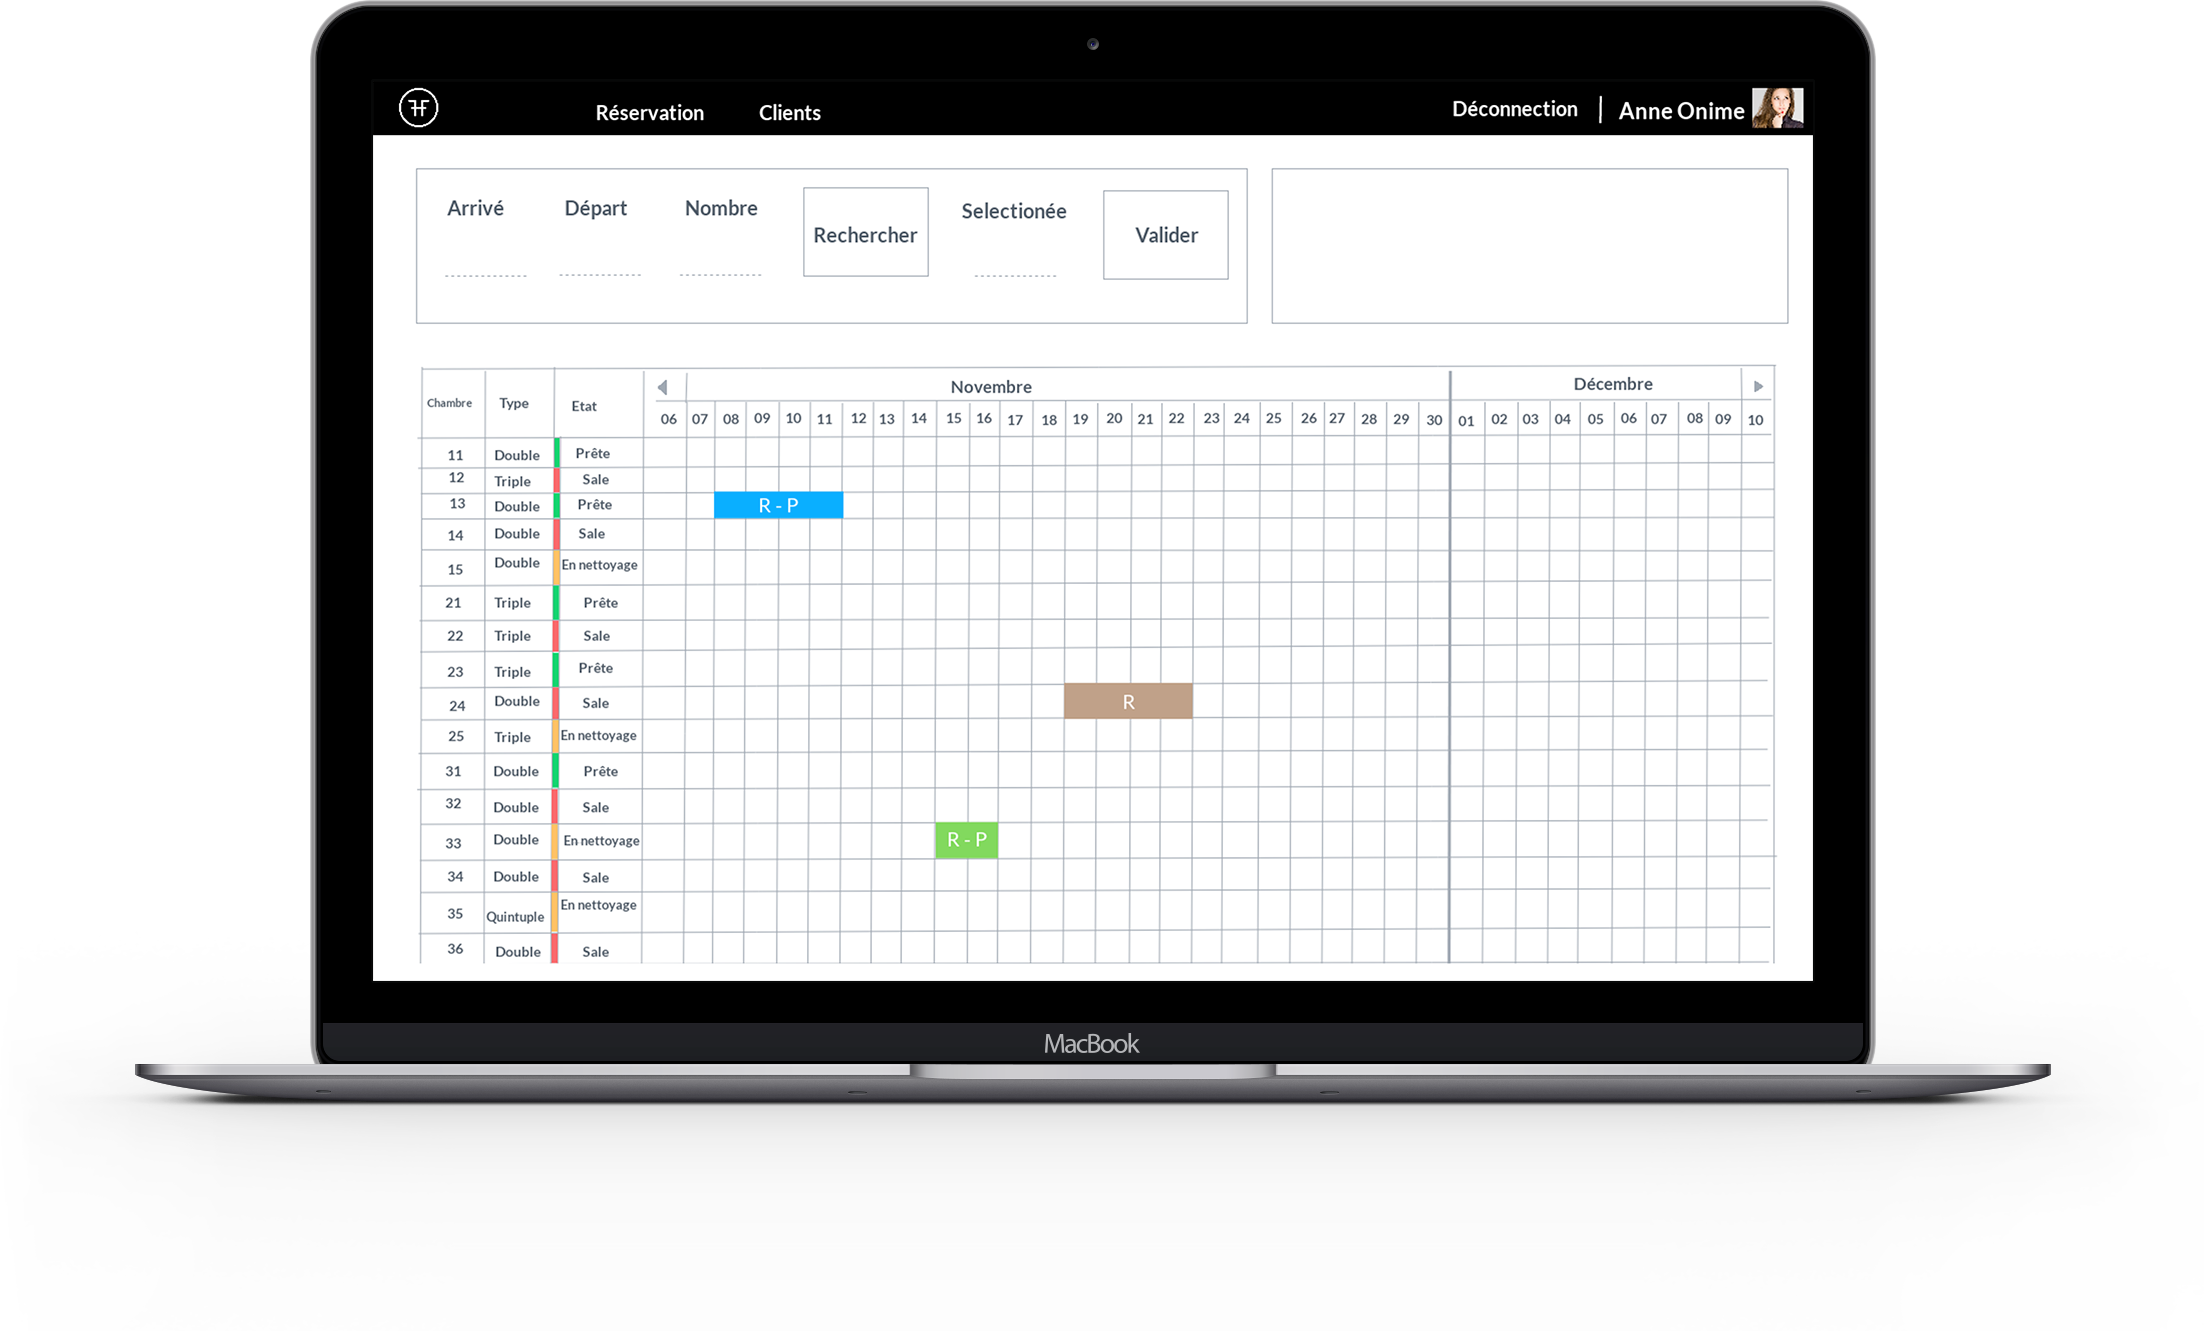 Réservation Clients Déconnection | Anne Onime
Arrivé Départ Nombre Rechercher Selectionée Valider
Chambre Type Etat Novembre Décembre
06 07 08 09 10 11 12 13 14 15 16 17 18 19 20 21 22 23 24 25 26 27 28 29 30 01 02 03 04 05 06 07 08 09 10
11 Double Prête
12 Triple Sale
13 Double Prête R - P
14 Double Sale
15 Double En nettoyage
21 Triple Prête
22 Triple Sale
23 Triple Prête
24 Double Sale R
25 Triple En nettoyage
31 Double Prête
32 Double Sale
33 Double En nettoyage R - P
34 Double Sale
35 Quintuple En nettoyage
36 Double Sale
MacBook